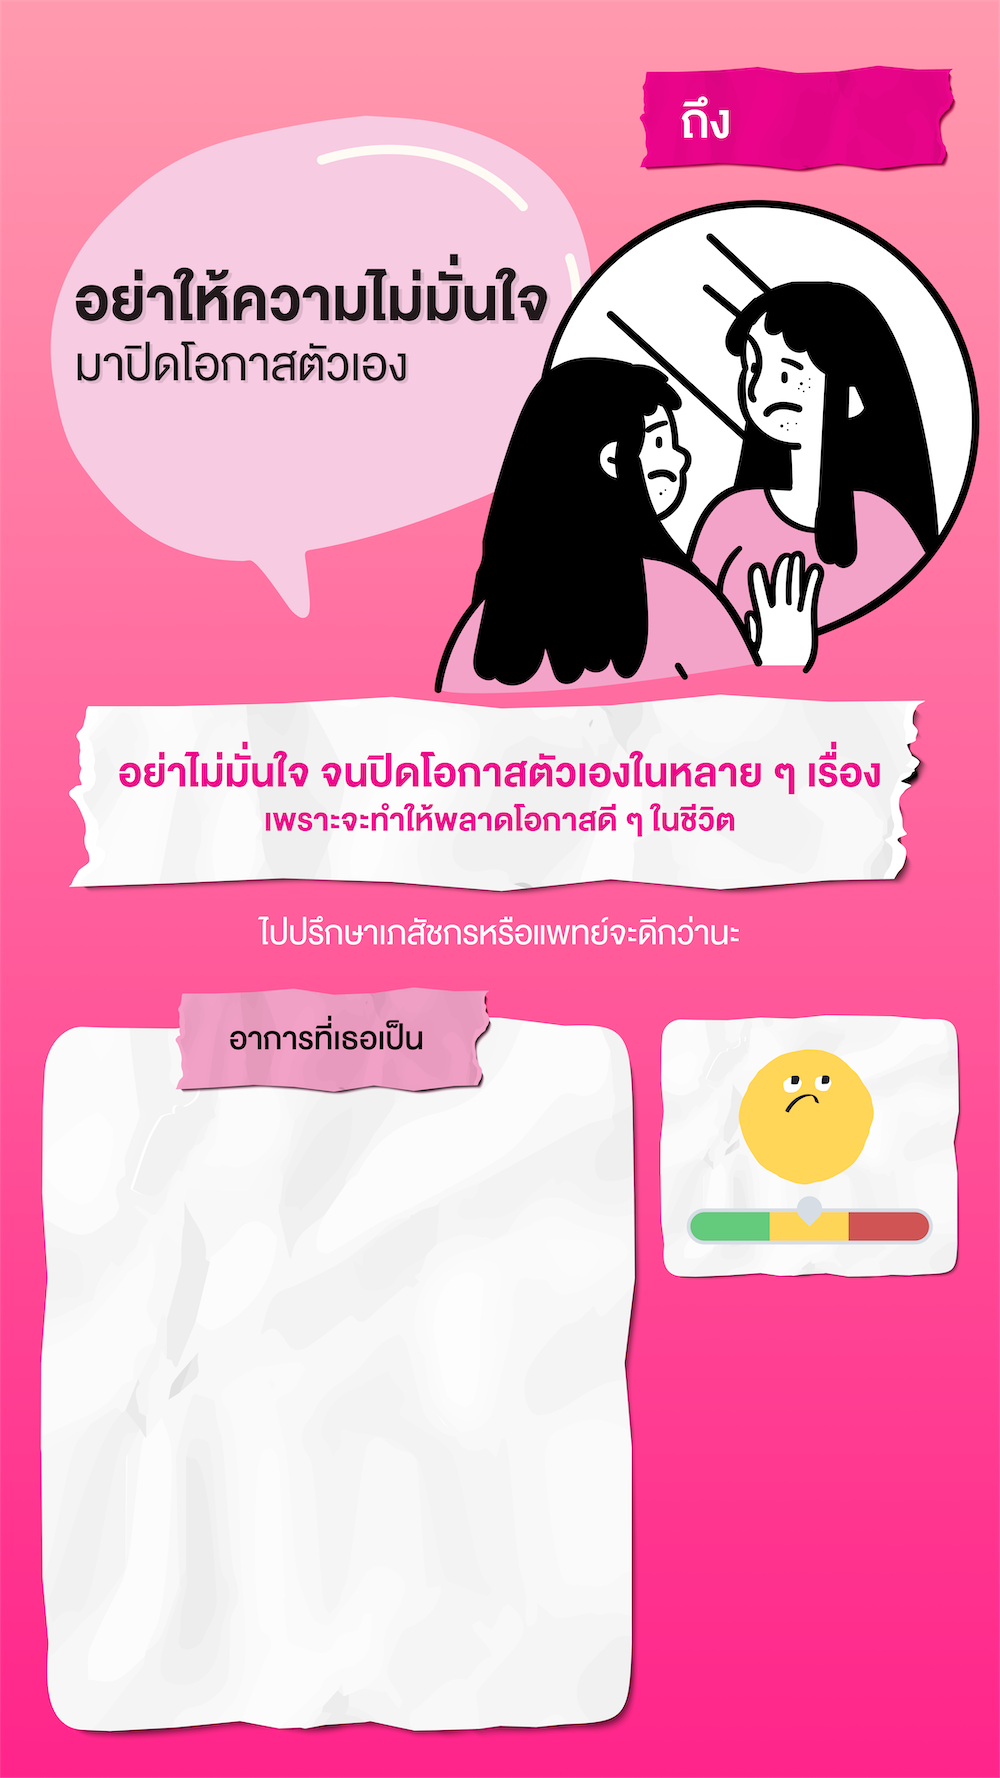 ถึง
อย่าให้ความไม่มั่นใจ
มาปิดโอกาสตัวเอง
อย่าไม่มั่นใจ จนปิดโอกาสตัวเองในหลาย ๆ เรื่อง
เพราะจะทำให้พลาดโอกาสดี ๆ ในชีวิต
ไปปรึกษาเภสัชกรหรือแพทย์จะดีกว่านะ
อาการที่เธอเป็น